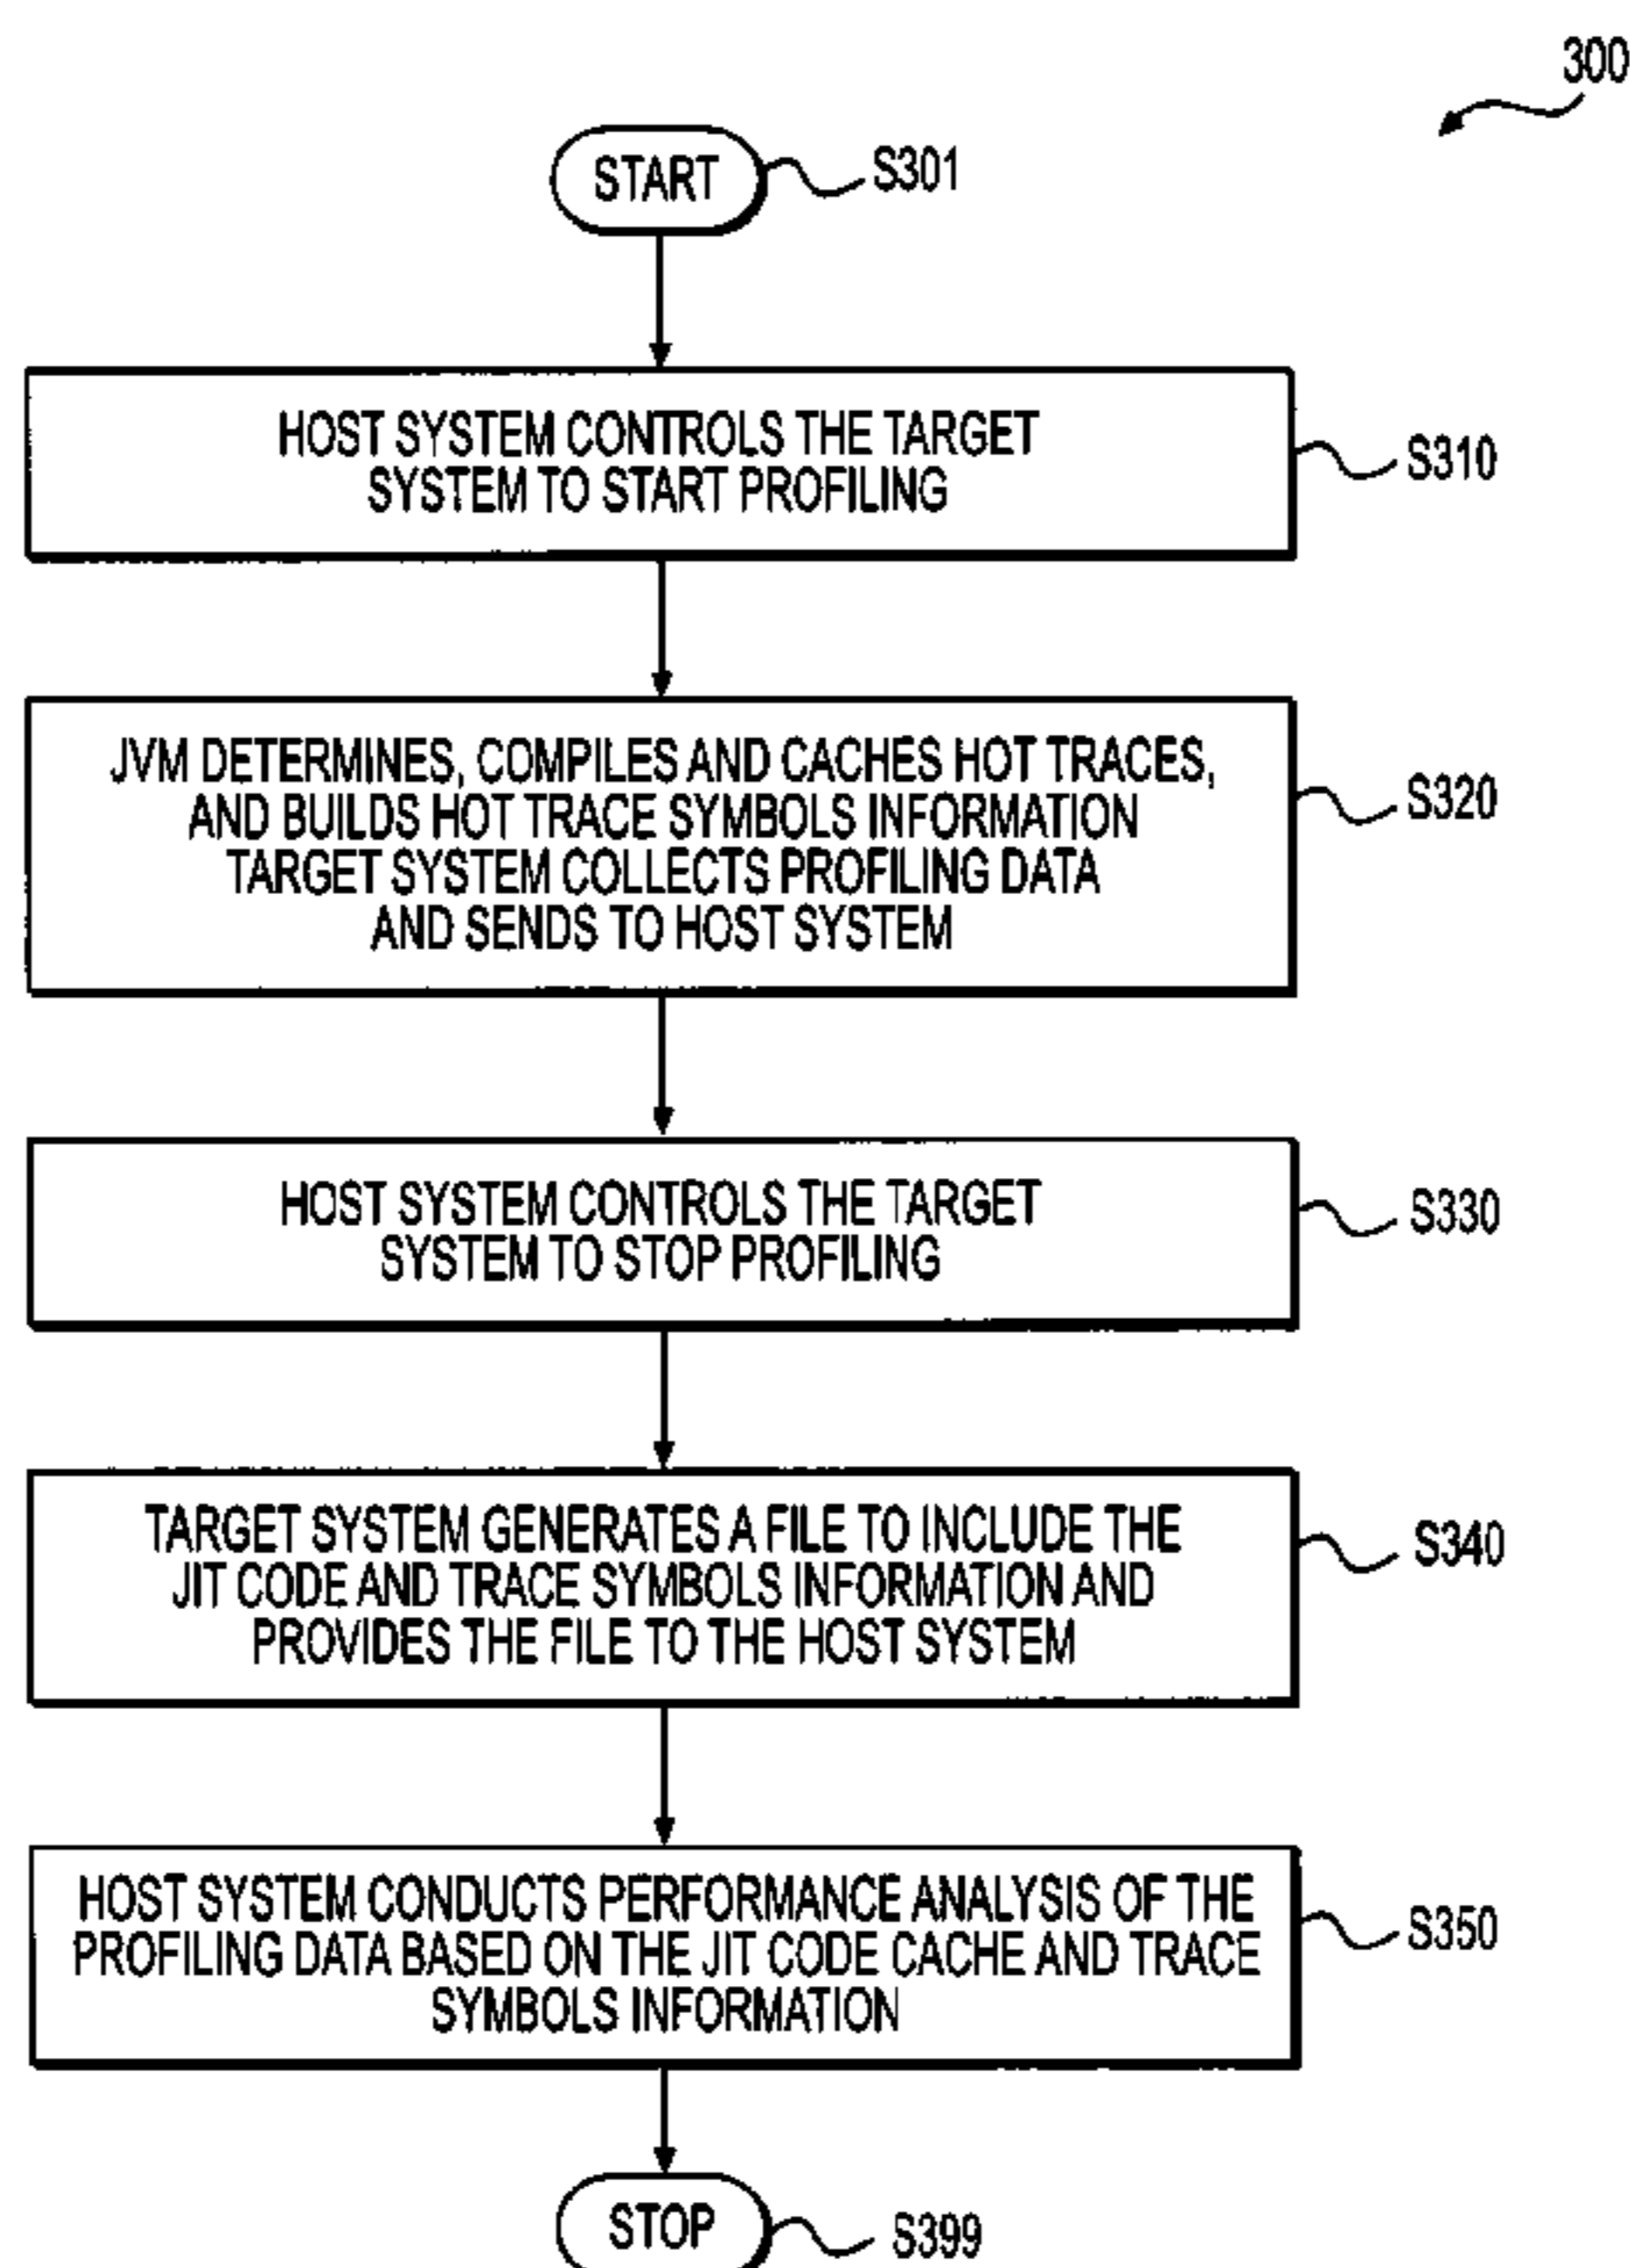 300
START
S301
HOST SYSTEM CONTROLS THE TARGET
SYSTEM TO START PROFILING
S310
JVM DETERMINES, COMPILES AND CACHES HOT TRACES,
AND BUILDS HOT TRACE SYMBOLS INFORMATION
TARGET SYSTEM COLLECTS PROFILING DATA
AND SENDS TO HOST SYSTEM
S320
HOST SYSTEM CONTROLS THE TARGET
SYSTEM TO STOP PROFILING
S330
TARGET SYSTEM GENERATES A FILE TO INCLUDE THE
JIT CODE AND TRACE SYMBOLS INFORMATION AND
PROVIDES THE FILE TO THE HOST SYSTEM
S340
HOST SYSTEM CONDUCTS PERFORMANCE ANALYSIS OF THE
PROFILING DATA BASED ON THE JIT CODE CACHE AND TRACE
SYMBOLS INFORMATION
S350
STOP
S399